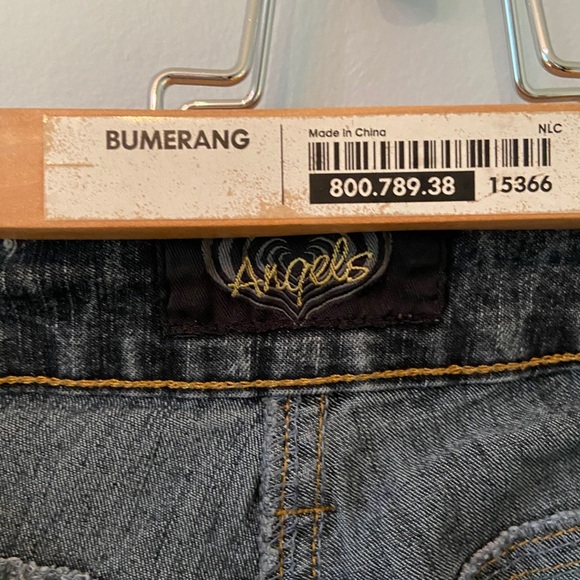 BUMERANG
Made in China
NLC
800.789.38
15366
Angels